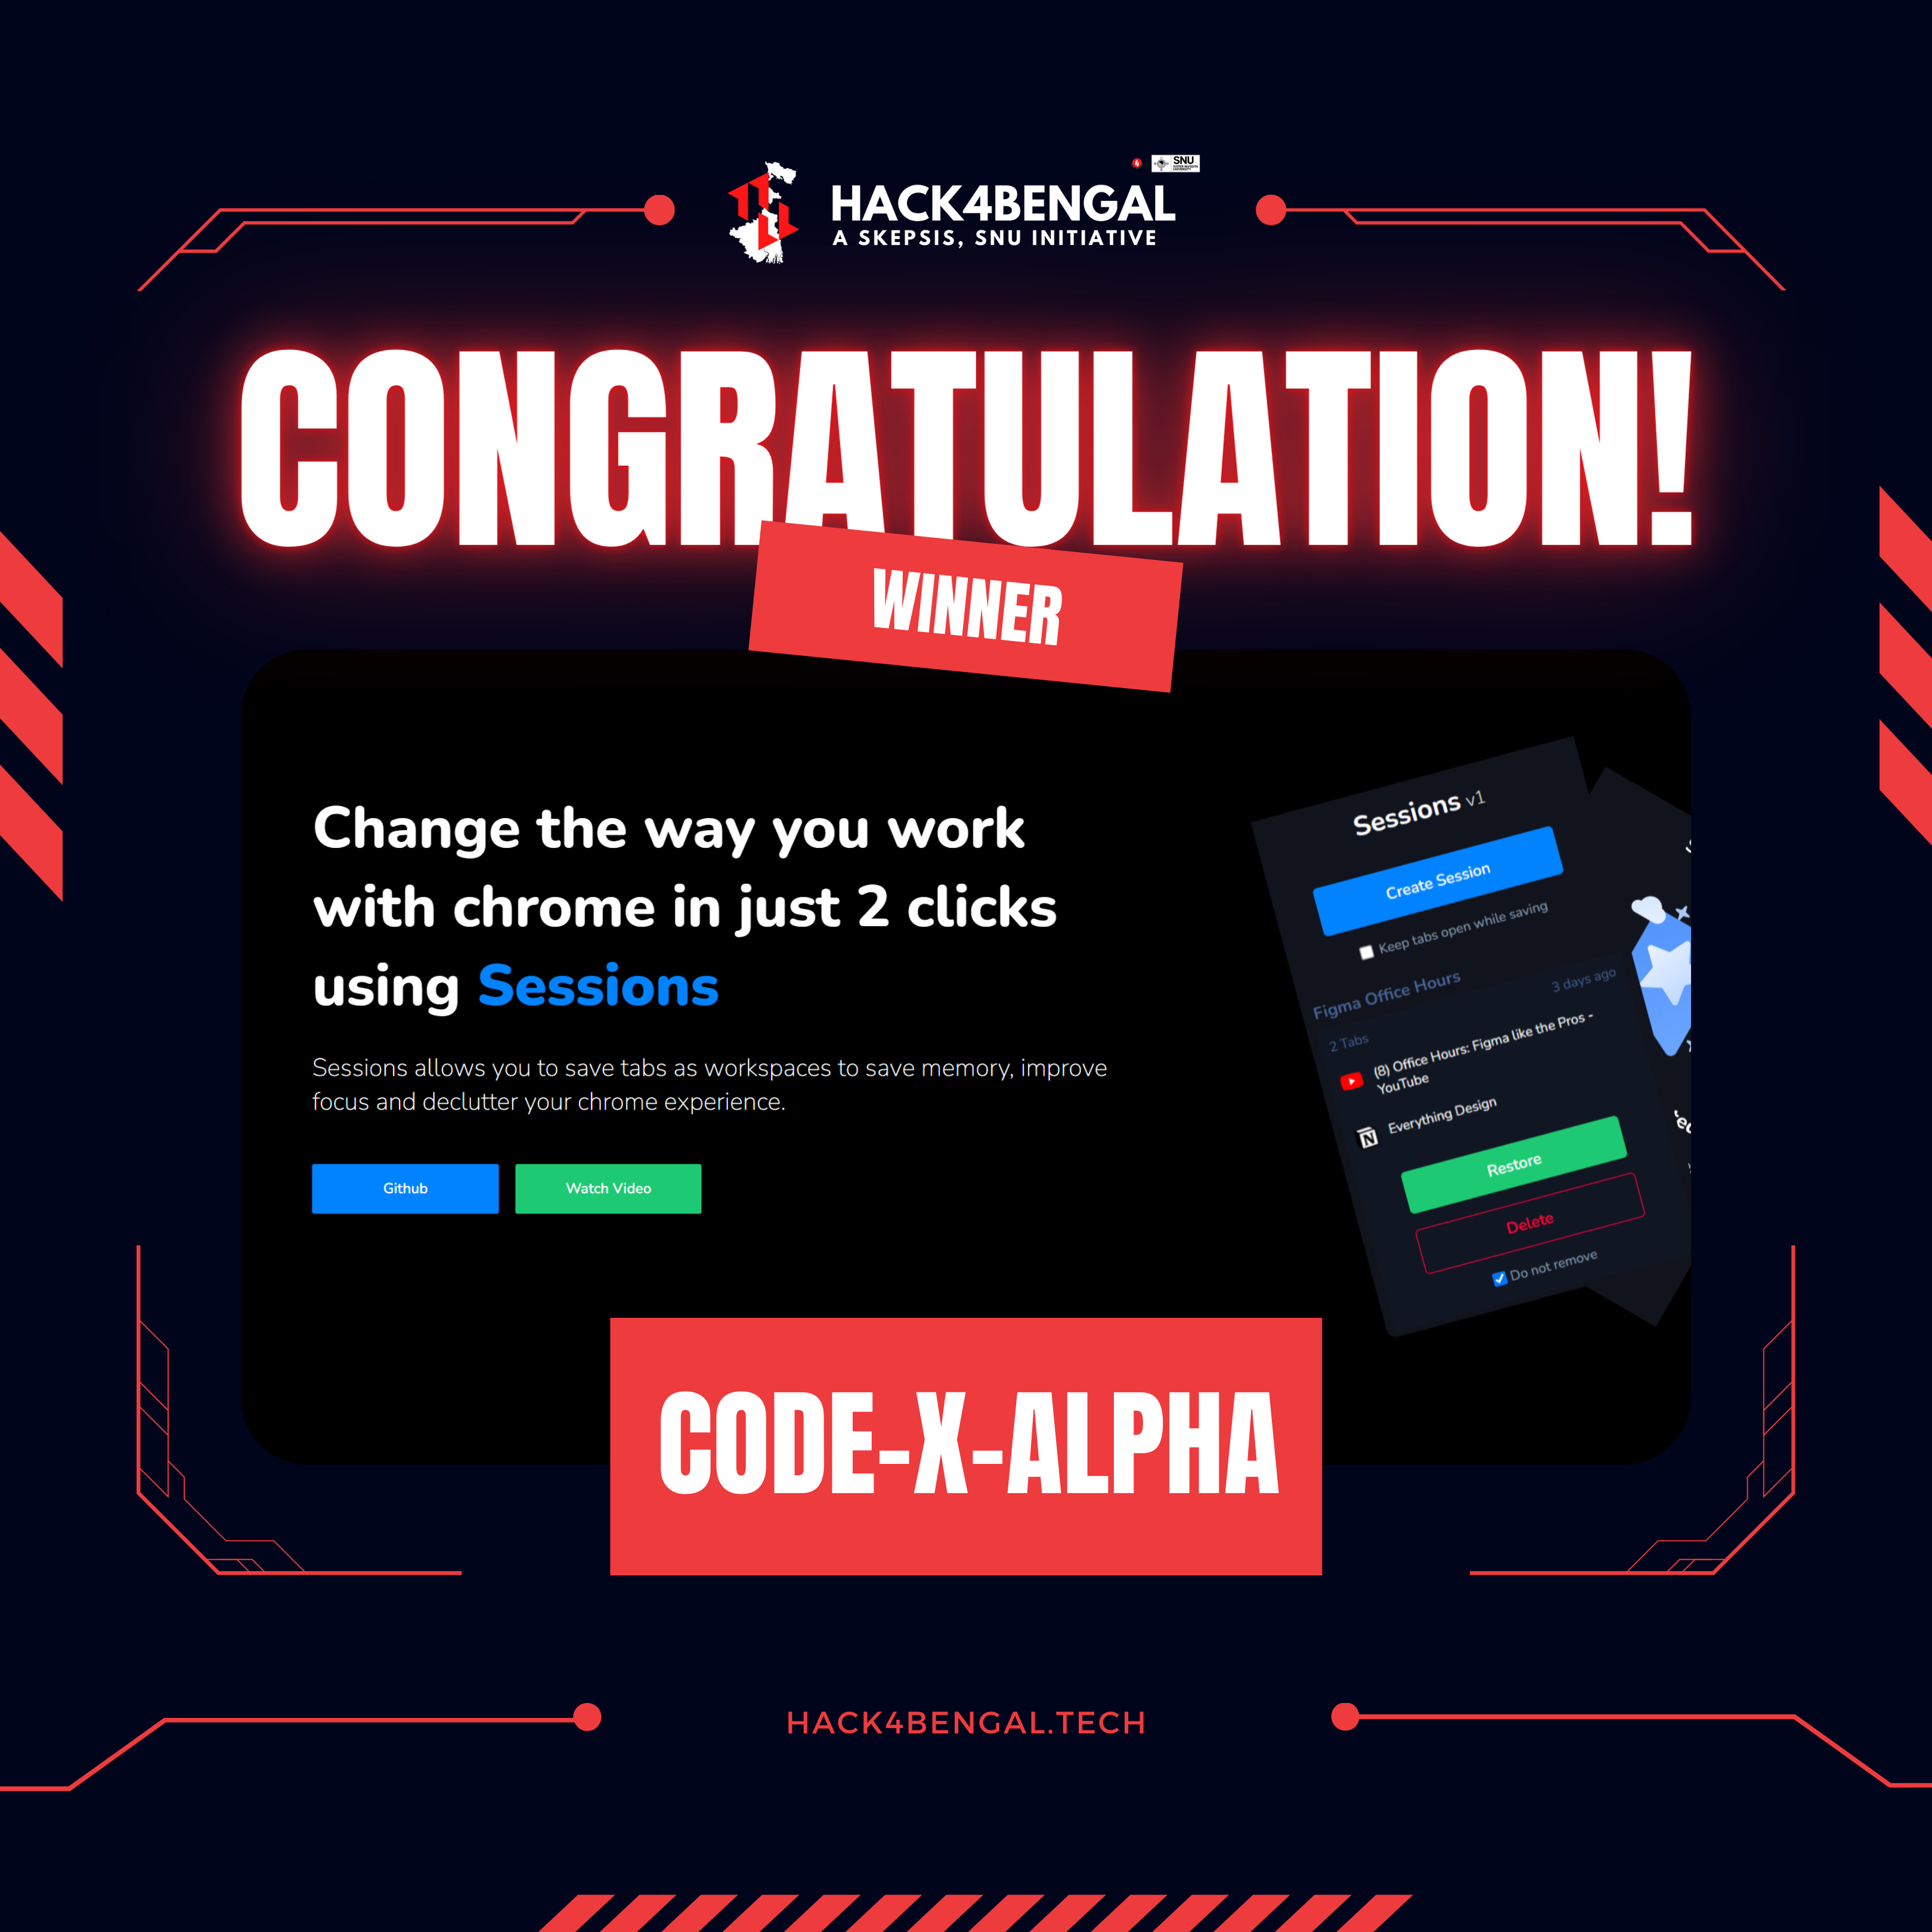 SNU
HACK4BENGAL
A SKEPSIS, SNU INITIATIVE
CONGRATULATION!
WINNER
Change the way you work
with chrome in just 2 clicks
using Sessions
Sessions allows you to save tabs as workspaces to save memory, improve
focus and declutter your chrome experience.
Github
Watch Video
Sessions v1
Create Session
Keep tabs open while saving
Figma Office Hours
3 days ago
2 Tabs
(8) Office Hours: Figma like the Pros -
YouTube
Everything Design
Restore
Delete
Do not remove
CODE-X-ALPHA
HACK4BENGAL.TECH